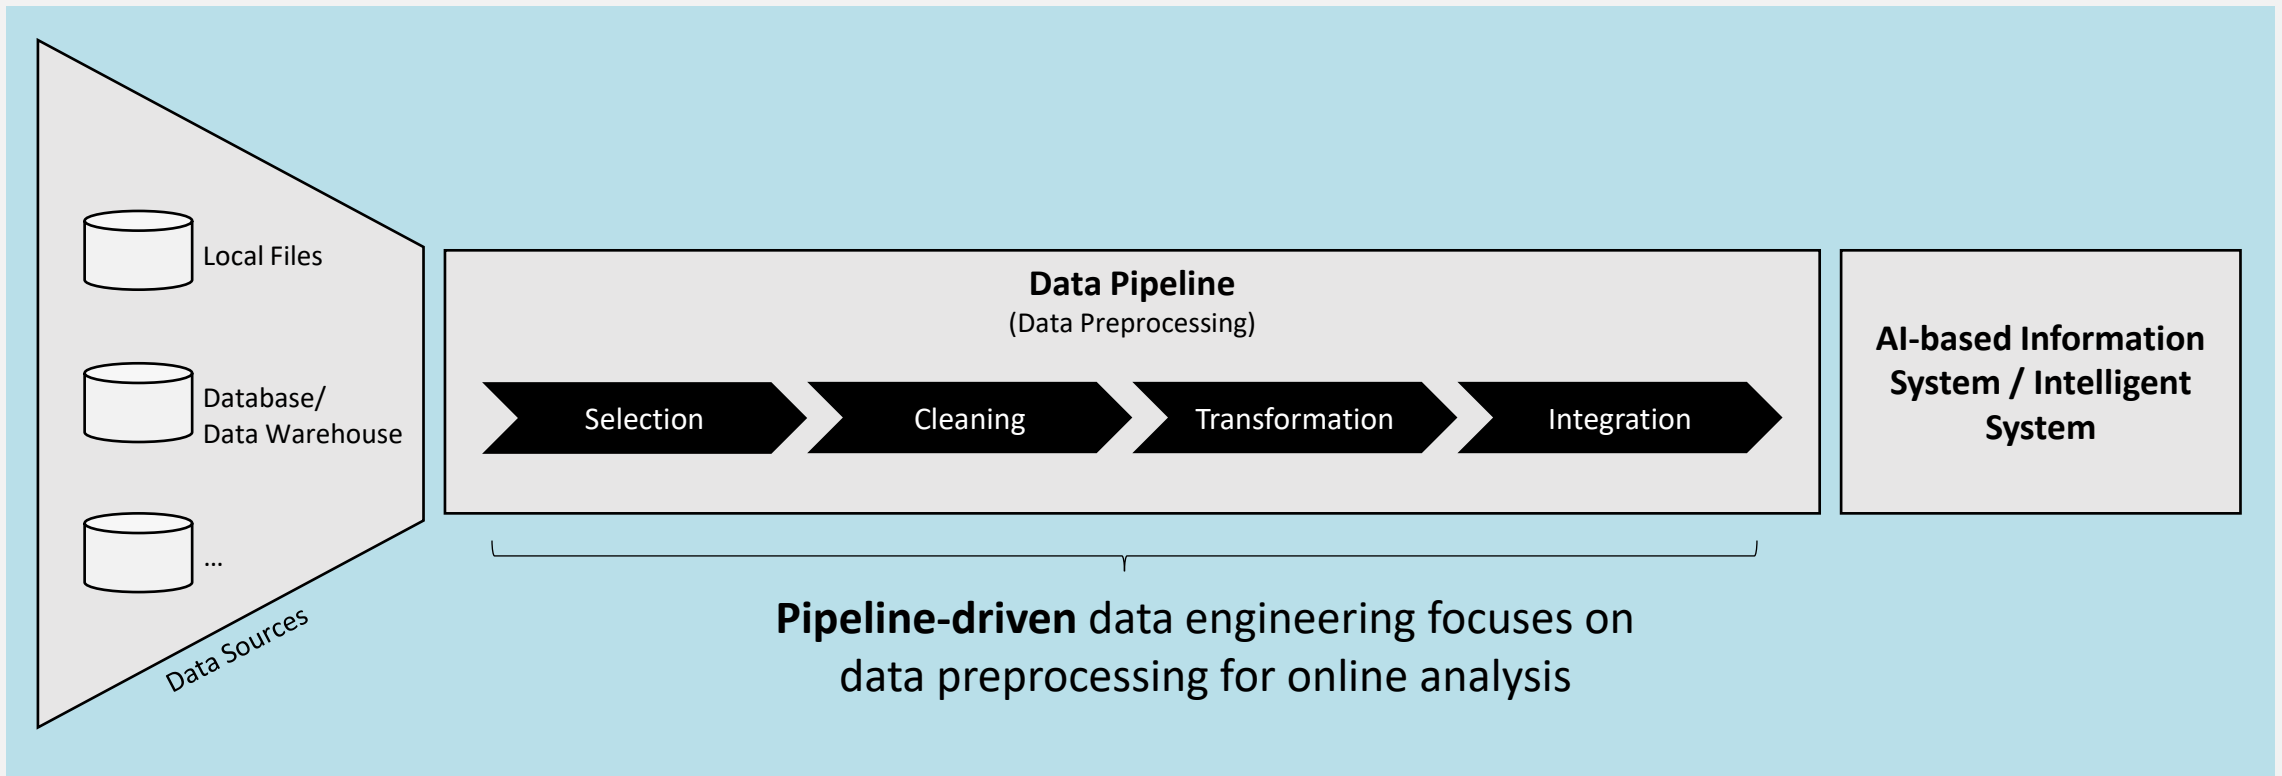 Local Files
Database/
Data Warehouse
...
Data Sources
Data Pipeline
(Data Preprocessing)
Selection
Cleaning
Transformation
Integration
AI-based Information
System / Intelligent
System
Pipeline-driven data engineering focuses on
data preprocessing for online analysis